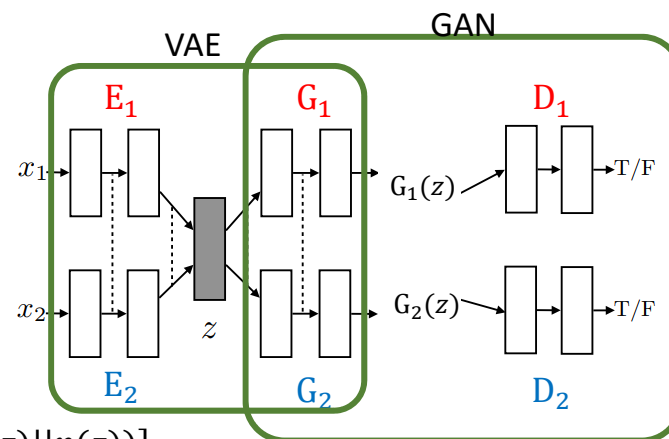 VAE
GAN
E₁
G₁
D₁
x₁
G₁(z)
T/F
x₂
z
G₂(z)
T/F
E₂
G₂
D₂
)||
))]